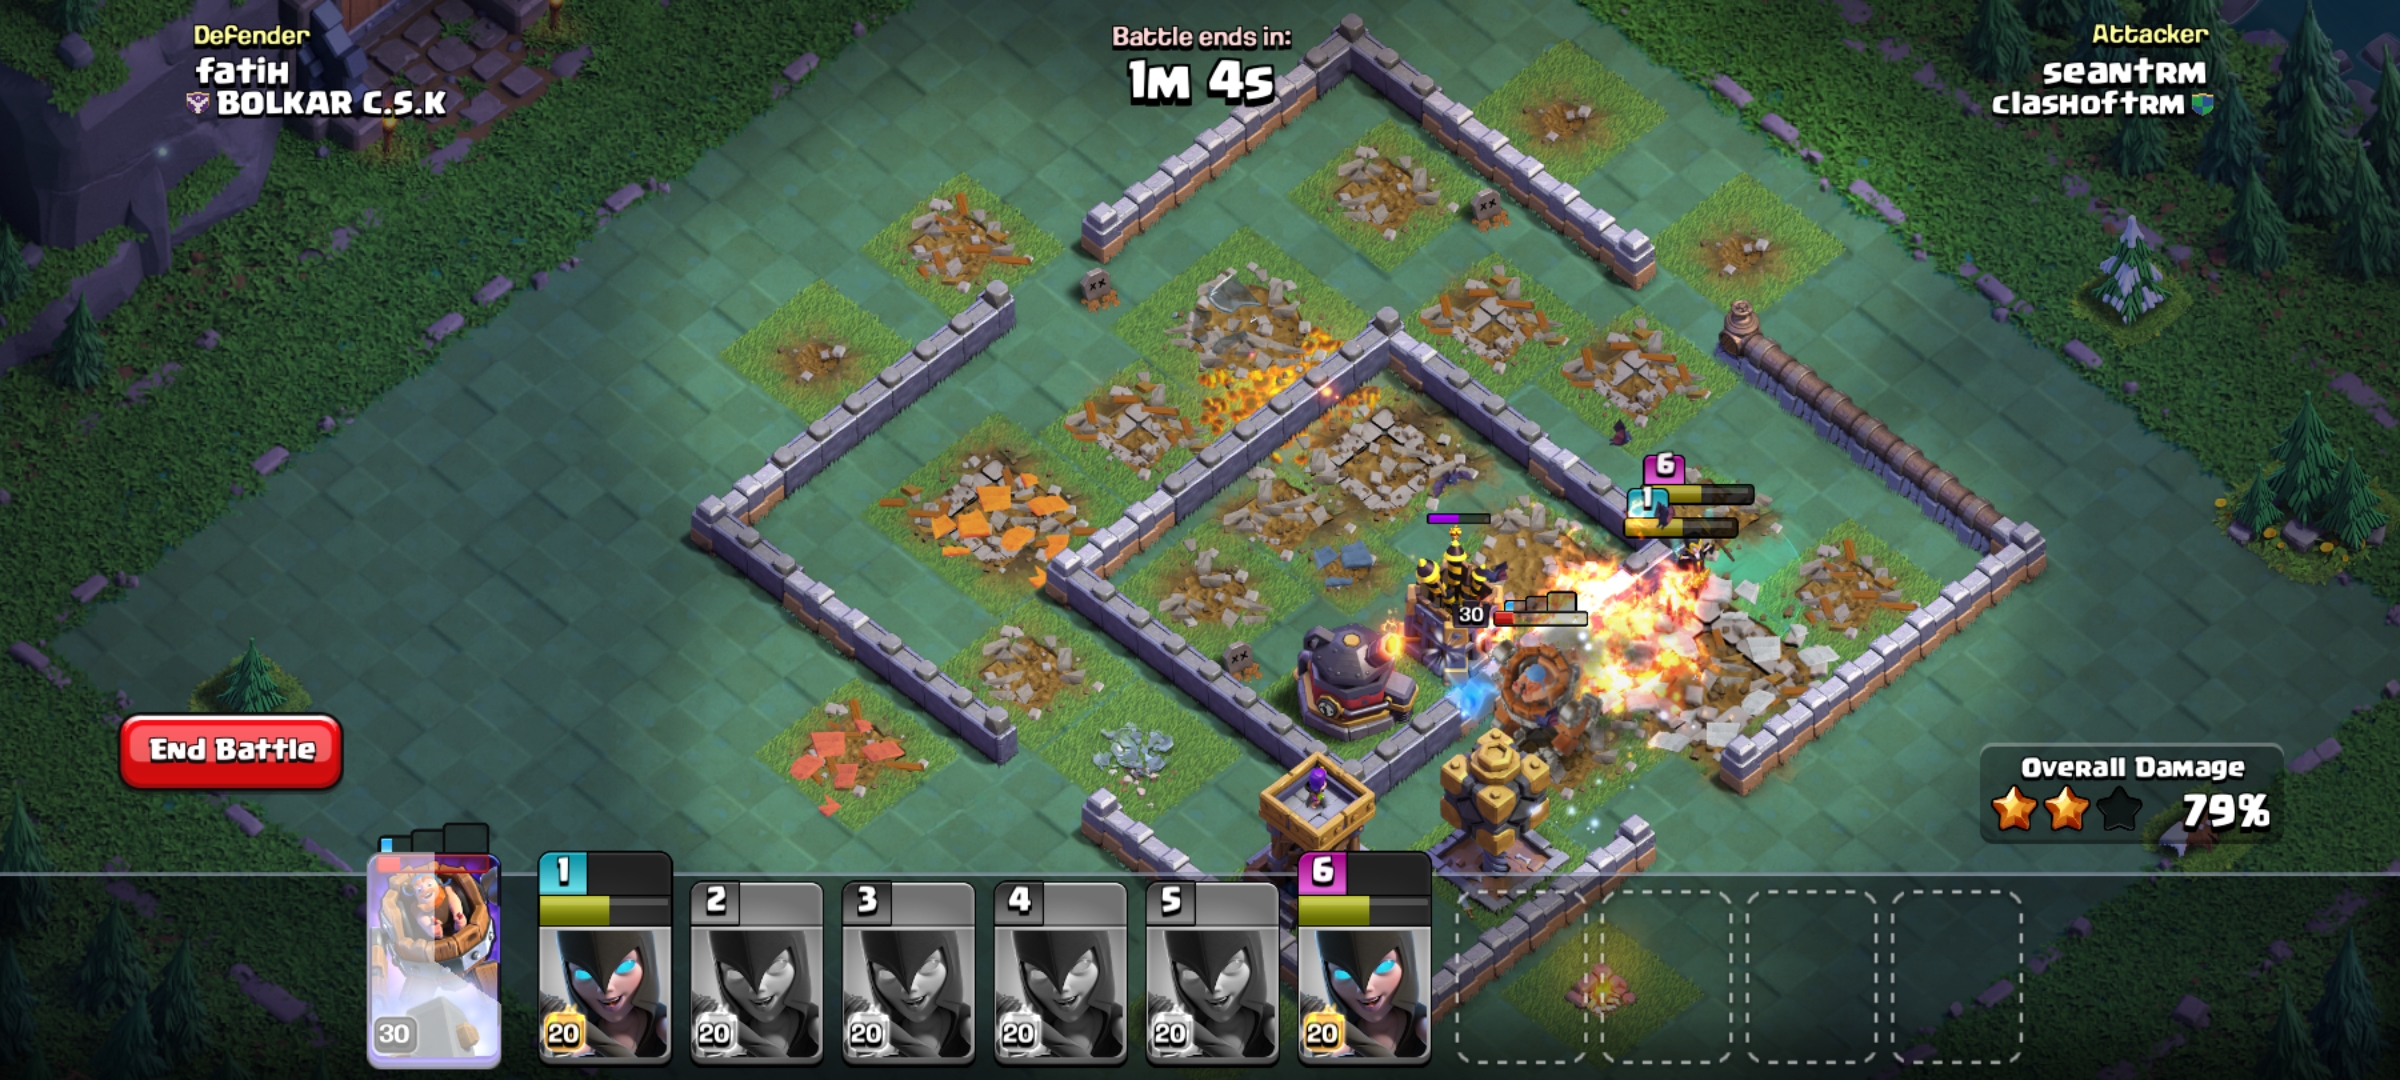 Defender
fatih
BOLKAR C.S.K
Battle ends in:
1M 4S
Attacker
seantrm
clashoftrm
6
1
30
End Battle
Overall Damage
79%
1
2
3
4
5
6
30
20
20
20
20
20
20